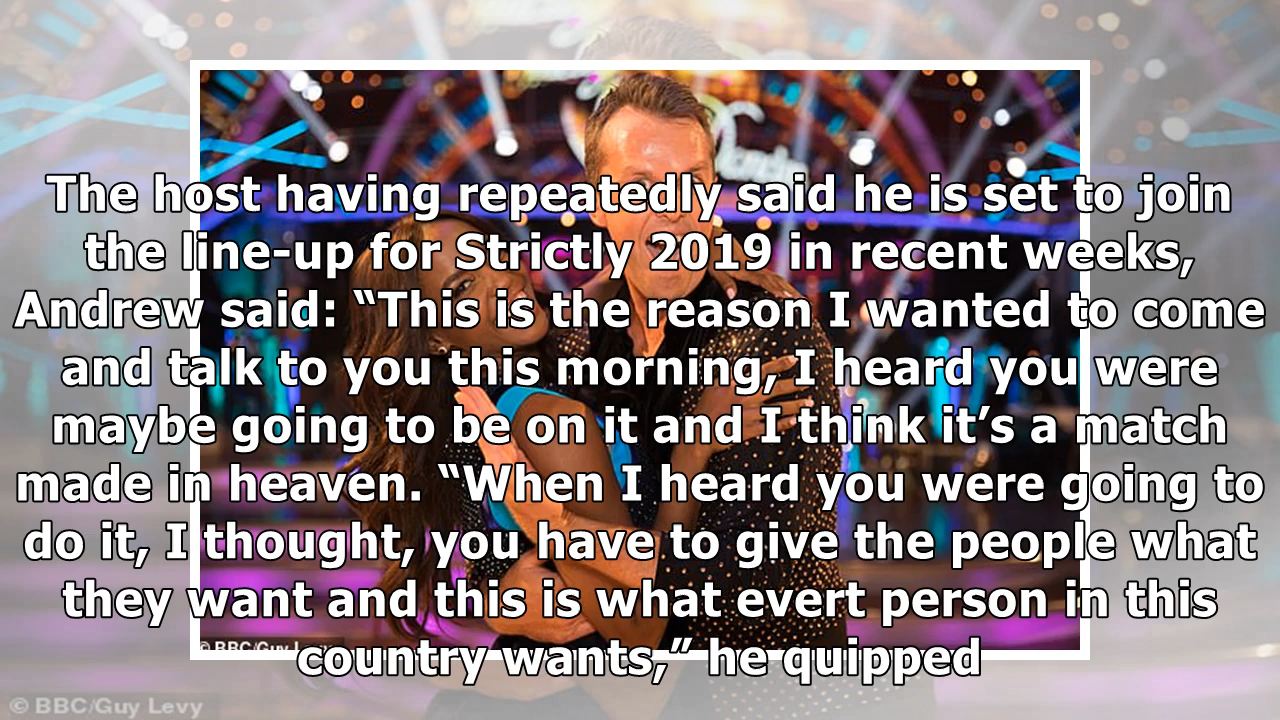 The host having repeatedly said he is set to join
the line-up for Strictly 2019 in recent weeks,
Andrew said: “This is the reason I wanted to come
and talk to you this morning, I heard you were
maybe going to be on it and I think it’s a match
made in heaven. “When I heard you were going to
do it, I thought, you have to give the people what
they want and this is what evert person in this
country wants,” he quipped
© BBC/Guy Levy